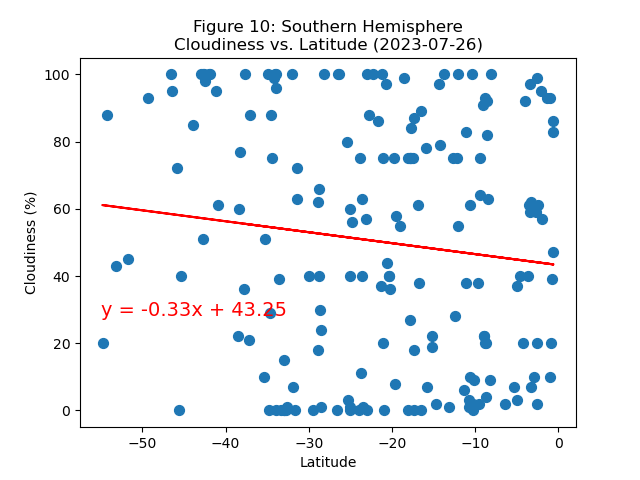 Figure 10: Southern Hemisphere
Cloudiness vs. Latitude (2023-07-26)
100
80
60
40
20
0
Cloudiness (%)
y = -0.33x + 43.25
−50
−40
−30
−20
−10
0
Latitude